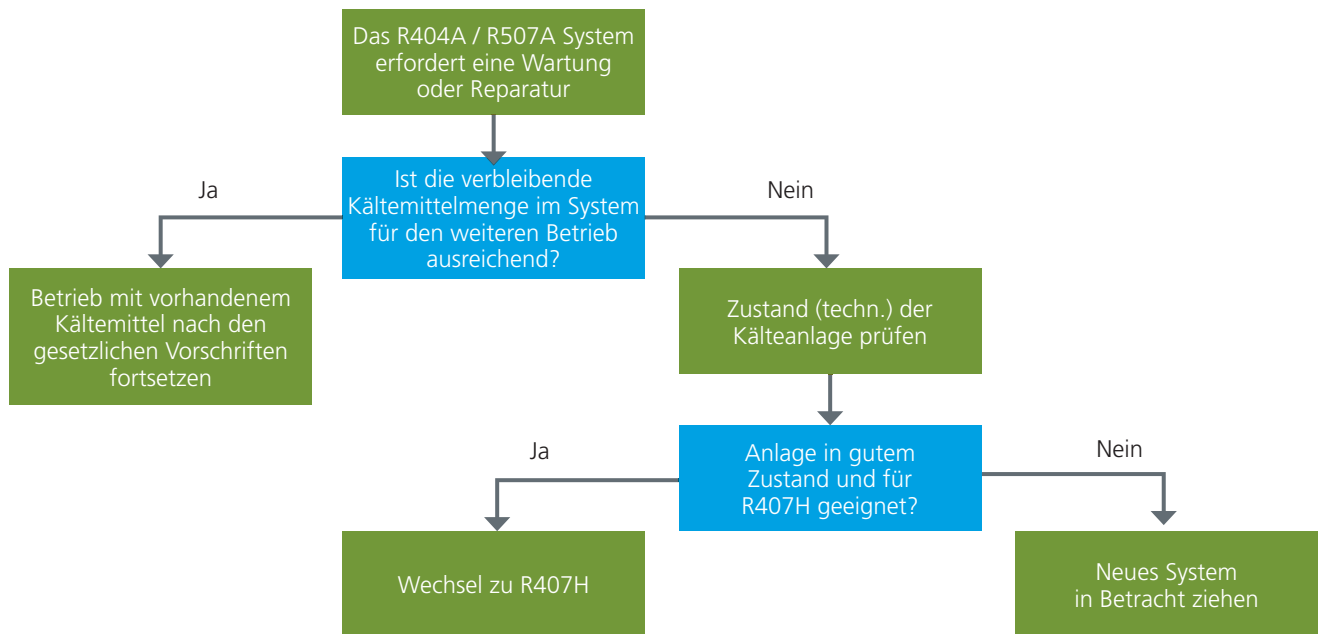 Das R404A / R507A System
erfordert eine Wartung
oder Reparatur
Ja
Ist die verbleibende
Kältemittelmenge im System
für den weiteren Betrieb
ausreichend?
Nein
Betrieb mit vorhandenem
Kältemittel nach den
gesetzlichen Vorschriften
fortsetzen
Zustand (techn.) der
Kälteanlage prüfen
Ja
Anlage in gutem
Zustand und für
R407H geeignet?
Nein
Wechsel zu R407H
Neues System
in Betracht ziehen